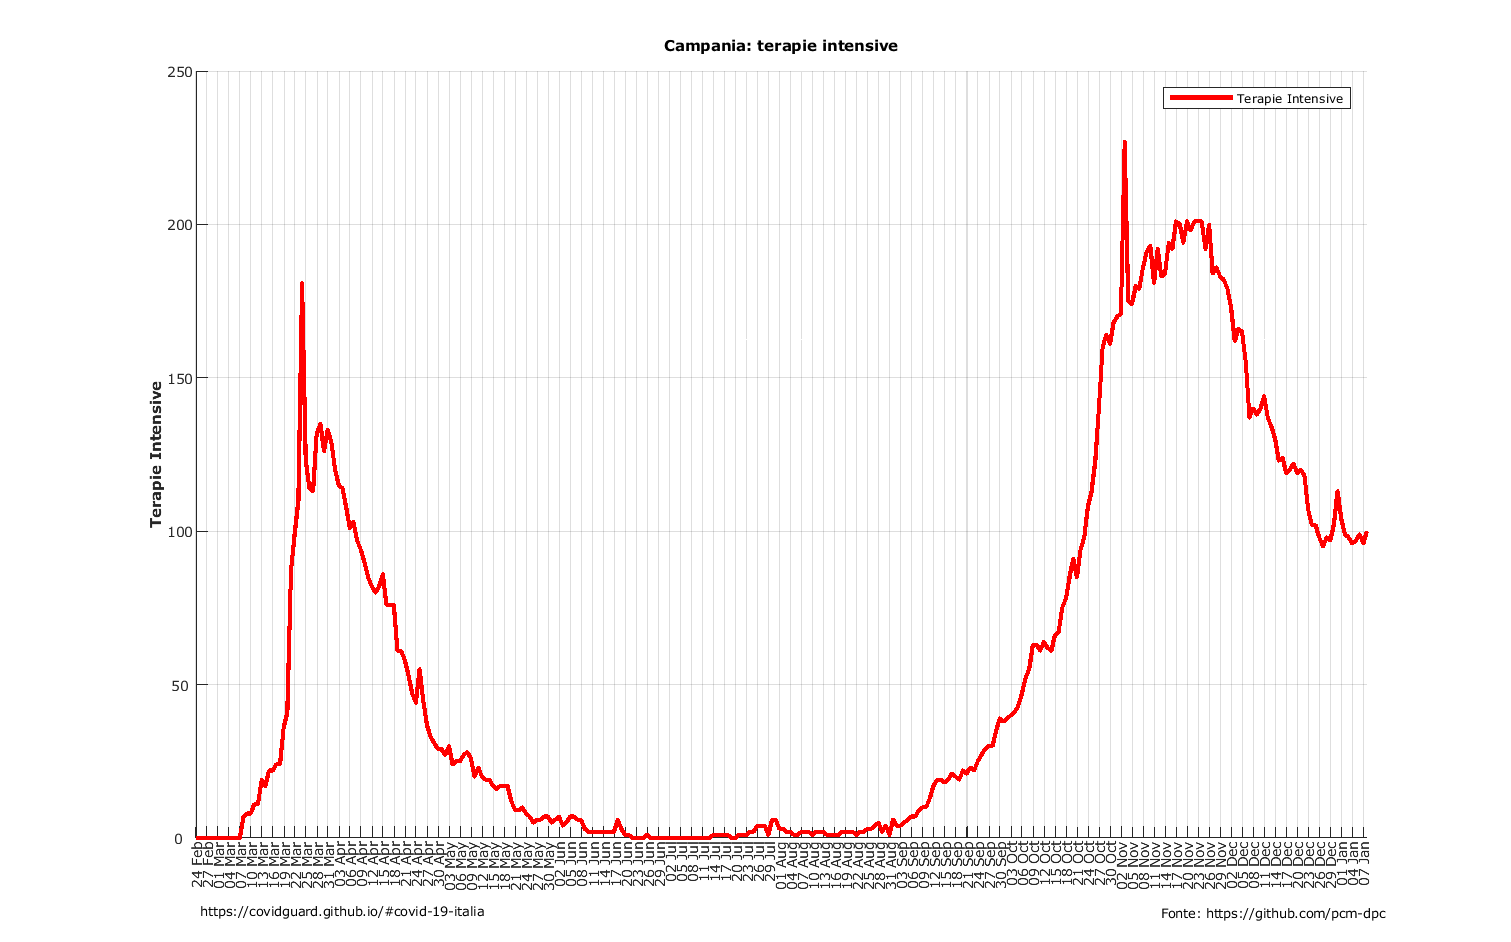 Campania: terapie intensive
250
200
150
100
50
0
Terapie Intensive
Terapie Intensive
24 Feb
27 Feb
01 Mar
04 Mar
07 Mar
10 Mar
13 Mar
16 Mar
19 Mar
22 Mar
25 Mar
28 Mar
31 Mar
03 Apr
06 Apr
09 Apr
12 Apr
15 Apr
18 Apr
21 Apr
24 Apr
27 Apr
30 Apr
03 May
06 May
09 May
12 May
15 May
18 May
21 May
24 May
27 May
30 May
02 Jun
05 Jun
08 Jun
11 Jun
14 Jun
17 Jun
20 Jun
23 Jun
26 Jun
29 Jun
02 Jul
05 Jul
08 Jul
11 Jul
14 Jul
17 Jul
20 Jul
23 Jul
26 Jul
29 Jul
01 Aug
04 Aug
07 Aug
10 Aug
13 Aug
16 Aug
19 Aug
22 Aug
25 Aug
28 Aug
31 Aug
03 Sep
06 Sep
09 Sep
12 Sep
15 Sep
18 Sep
21 Sep
24 Sep
27 Sep
30 Sep
03 Oct
06 Oct
09 Oct
12 Oct
15 Oct
18 Oct
21 Oct
24 Oct
27 Oct
30 Oct
02 Nov
05 Nov
08 Nov
11 Nov
14 Nov
17 Nov
20 Nov
23 Nov
26 Nov
29 Nov
02 Dec
05 Dec
08 Dec
11 Dec
14 Dec
17 Dec
20 Dec
23 Dec
26 Dec
29 Dec
01 Jan
04 Jan
07 Jan
https://covidguard.github.io/#covid-19-italia
Fonte: https://github.com/pcm-dpc